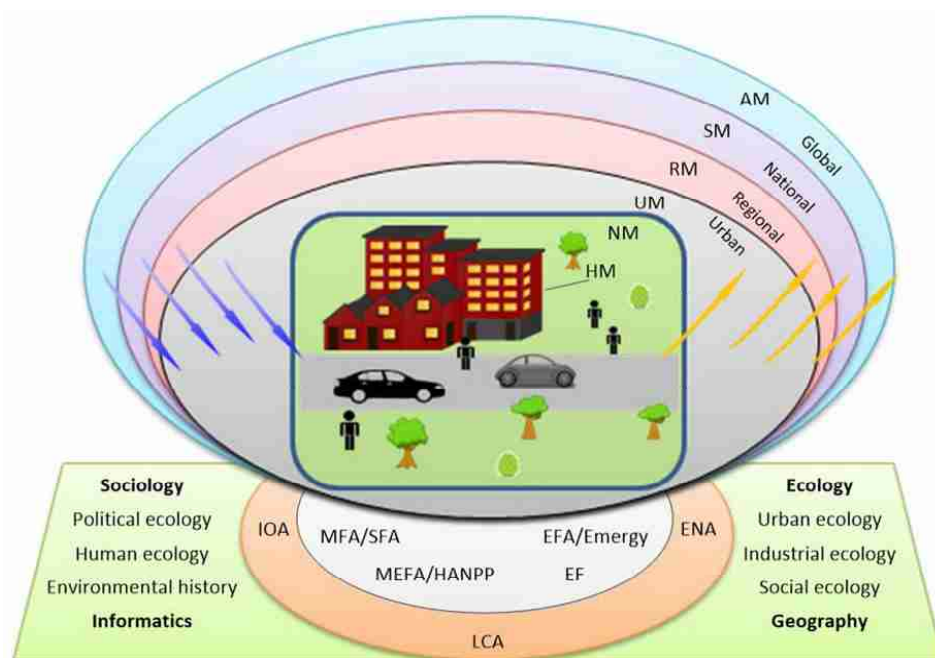 AM
Global
SM
National
RM
Regional
UM
Urban
NM
HM
Sociology
Political ecology
Human ecology
Environmental history
Informatics
IOA
MFA/SFA
EFA/Emergy
MEFA/HANPP
EF
ENA
LCA
Ecology
Urban ecology
Industrial ecology
Social ecology
Geography